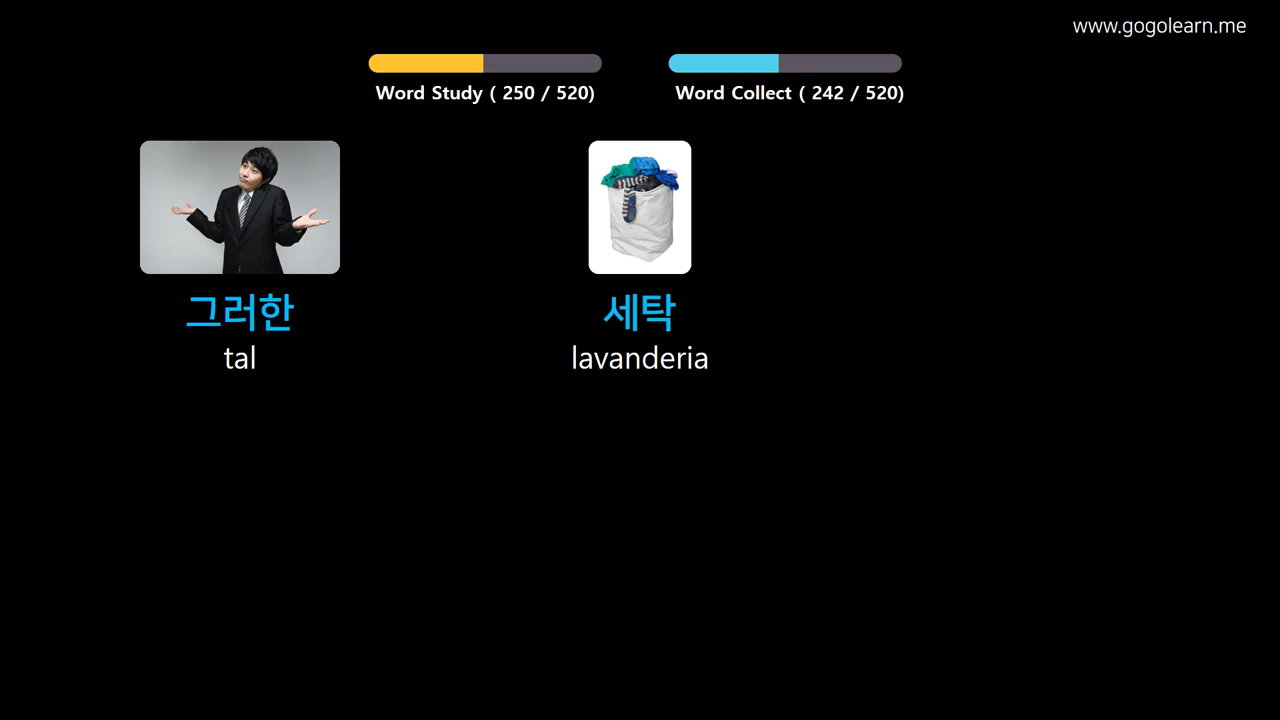 www.gogolearn.me
Word Study ( 250 / 520)
Word Collect ( 242 / 520)
그러한
tal
세탁
lavanderia